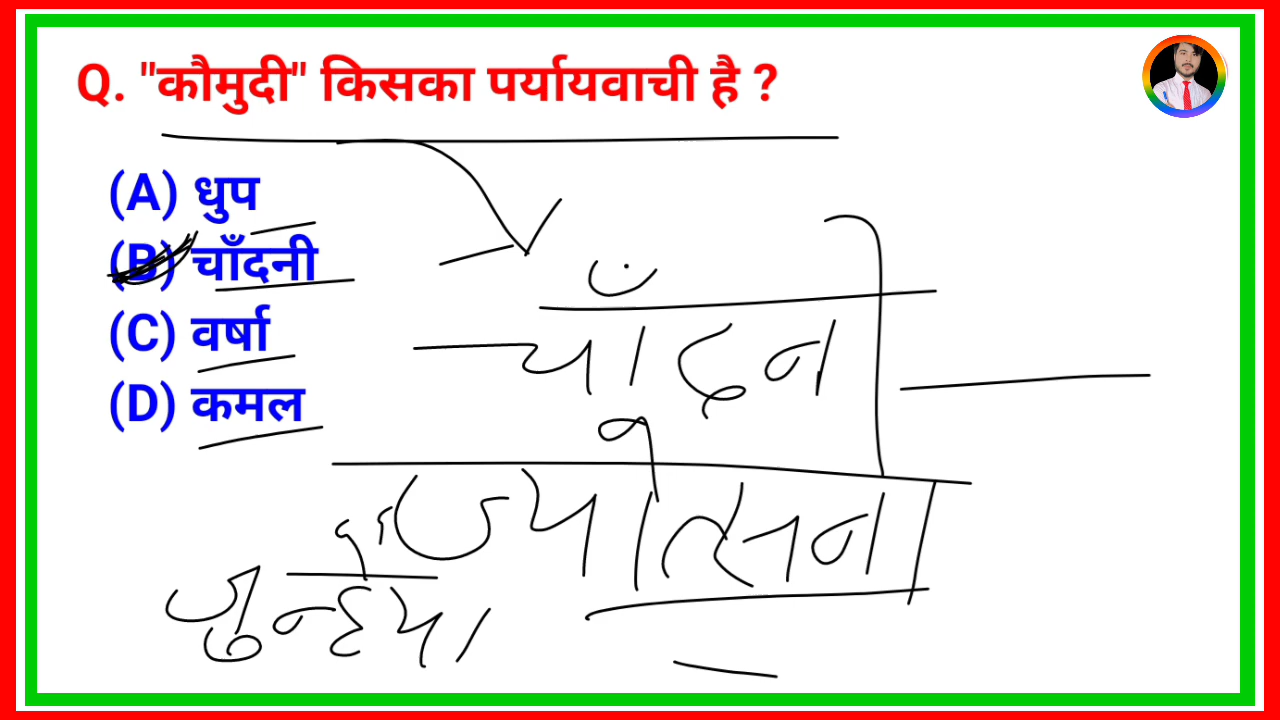 Q. "कौमुदी" किसका पर्यायवाची है ?
(A) धुप
(B) चाँदनी
(C) वर्षा
(D) कमल
चाँदन
ज्योत्सना
जुन्हैया